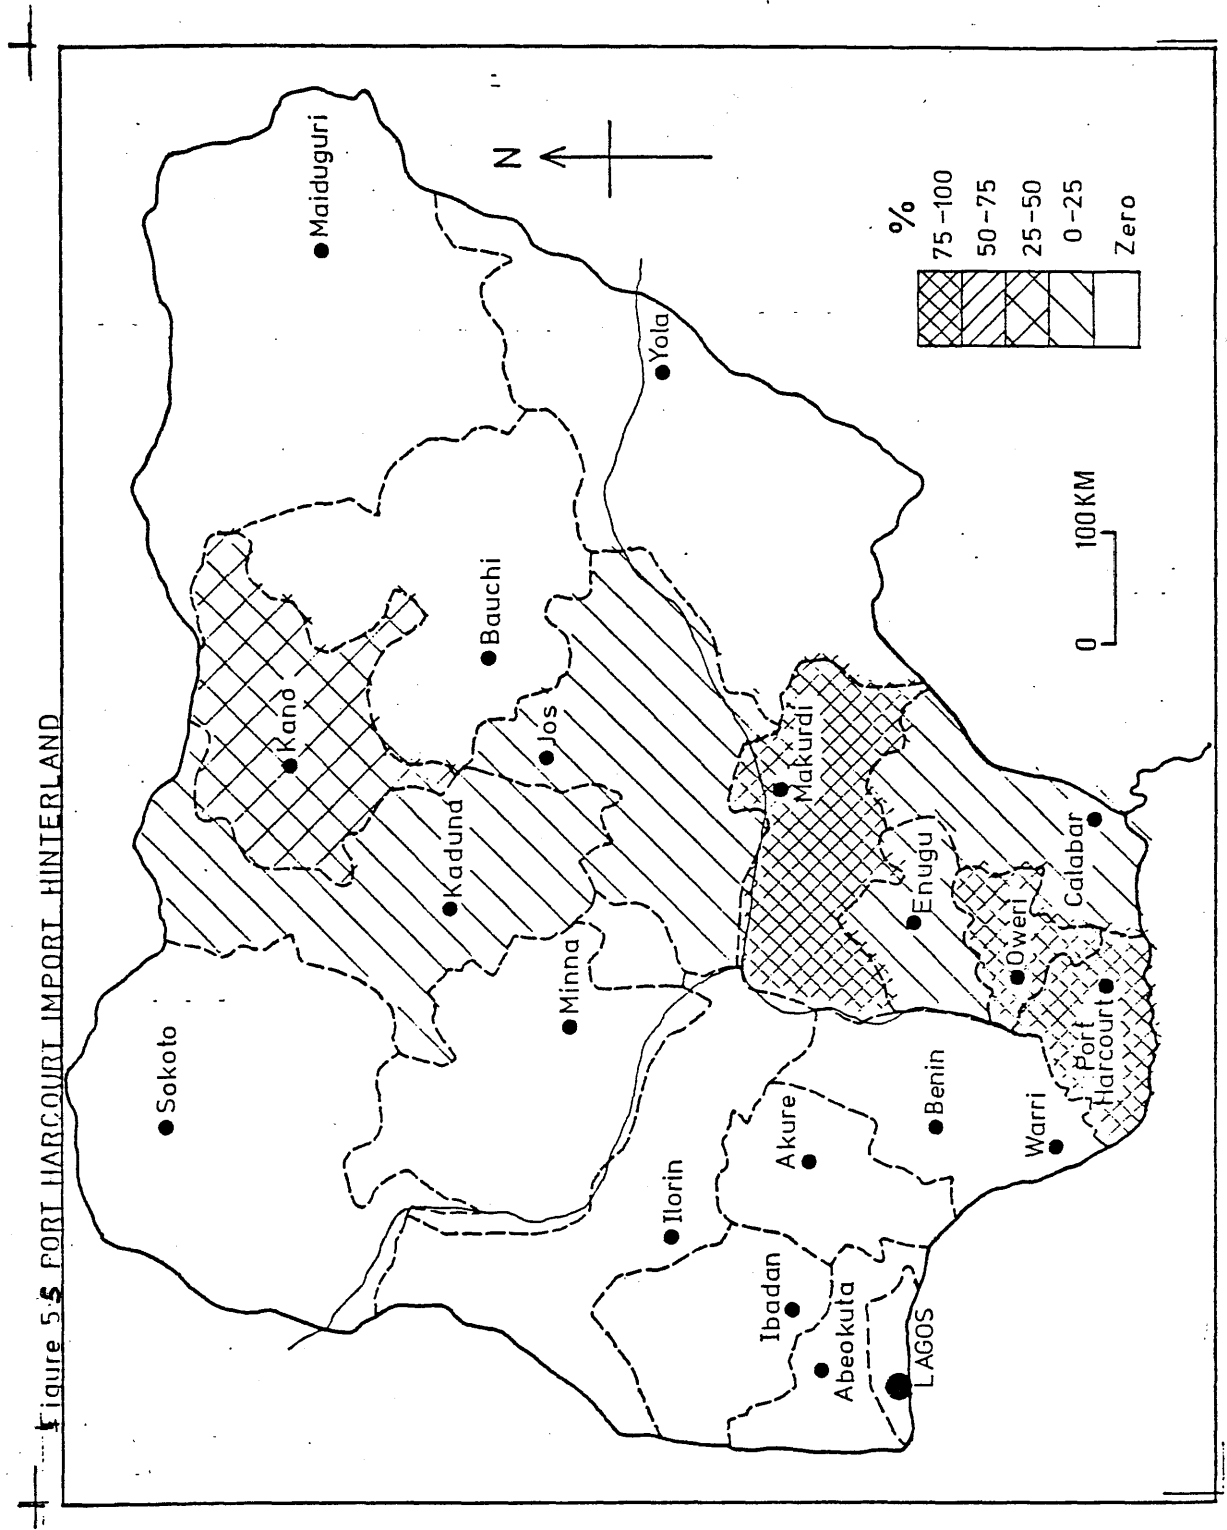 Figure 5.5 PORT HARCOURT IMPORT HINTERLAND
Sokoto
Kano
Maiduguri
N
Kadund
Bauchi
Jos
Minna
Yola
Ilorin
Makurdi
Ibadan
Akure
Abeokuta
Enugu
LAGOS
Benin
Oweri
Warri
Calabar
Port
Harcourt
%
75-100
50-75
25-50
0-25
Zero
0 100KM